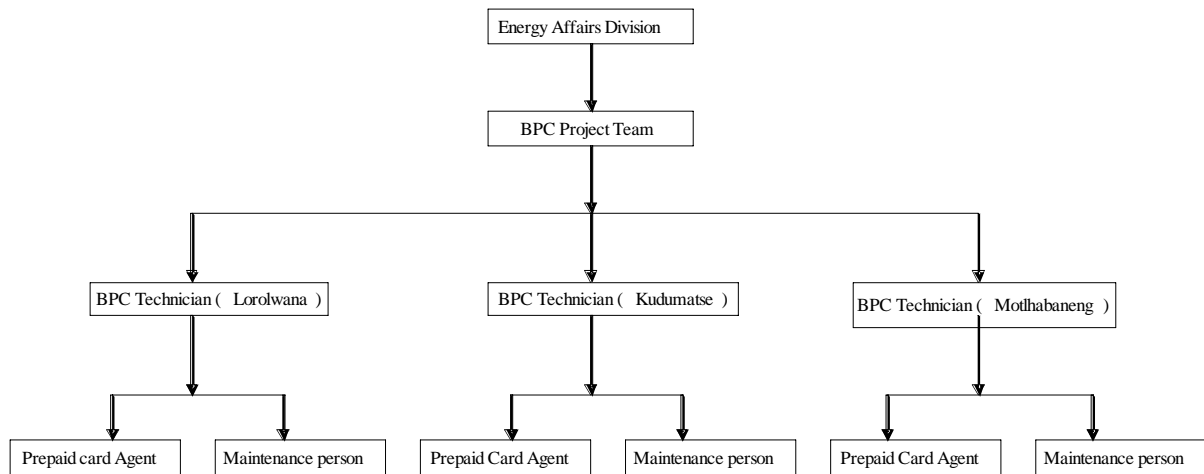 Energy Affairs Division
BPC Project Team
BPC Technician ( Lorolwana )
BPC Technician ( Kudumatse )
BPC Technician ( Motlhabaneng )
Prepaid card Agent
Maintenance person
Prepaid Card Agent
Maintenance person
Prepaid Card Agent
Maintenance person